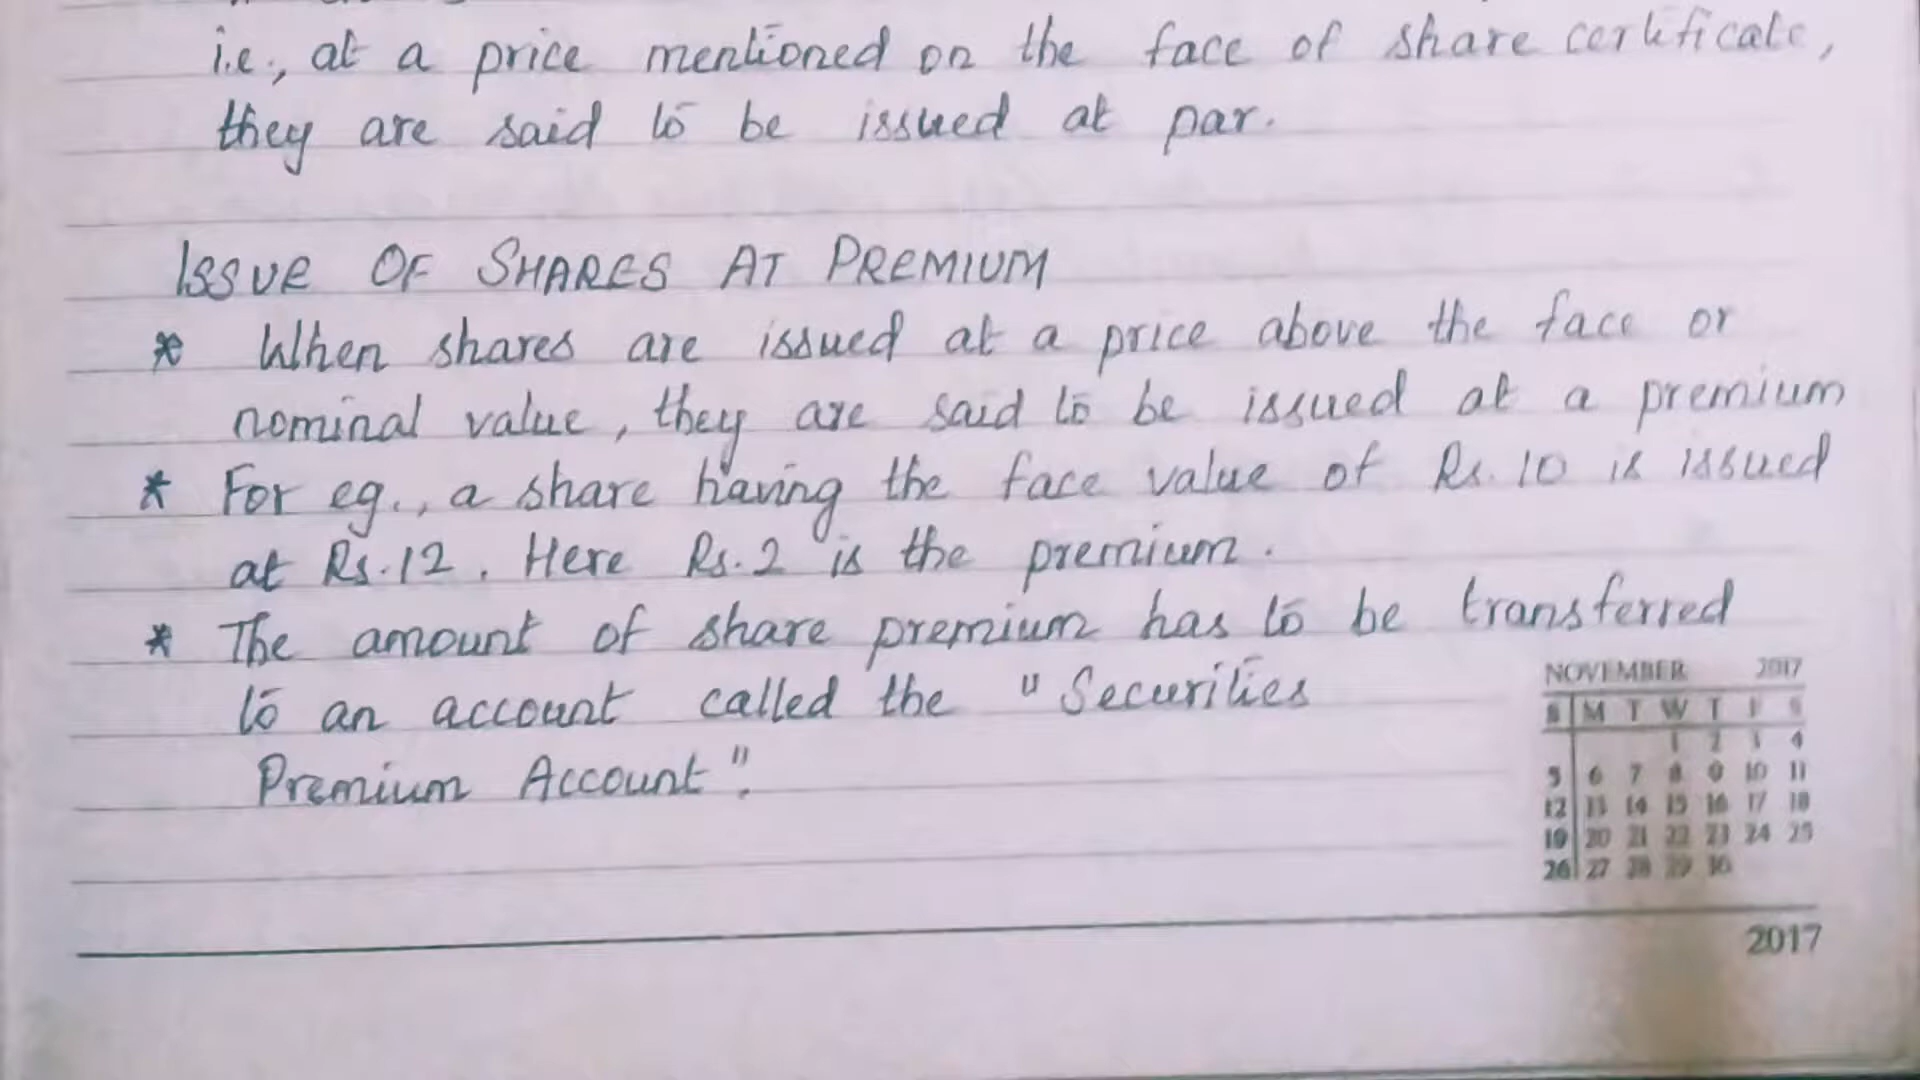 i.e., at a price mentioned on the face of share certificate,
they are said to be issued at par.
ISSUE OF SHARES AT PREMIUM
* When shares are issued at a price above the face or
nominal value, they are said to be issued at a premium
* For eg., a share having the face value of Rs. 10 is issued
at Rs.12. Here Rs.2 is the premium.
* The amount of share premium has to be transferred
to an account called the "Securities
Premium Account".
NOVEMBER 2017
S M T W T F S
1 2 3 4
5 6 7 8 9 10 11
12 13 14 15 16 17 18
19 20 21 22 23 24 25
26 27 28 29 30
2017